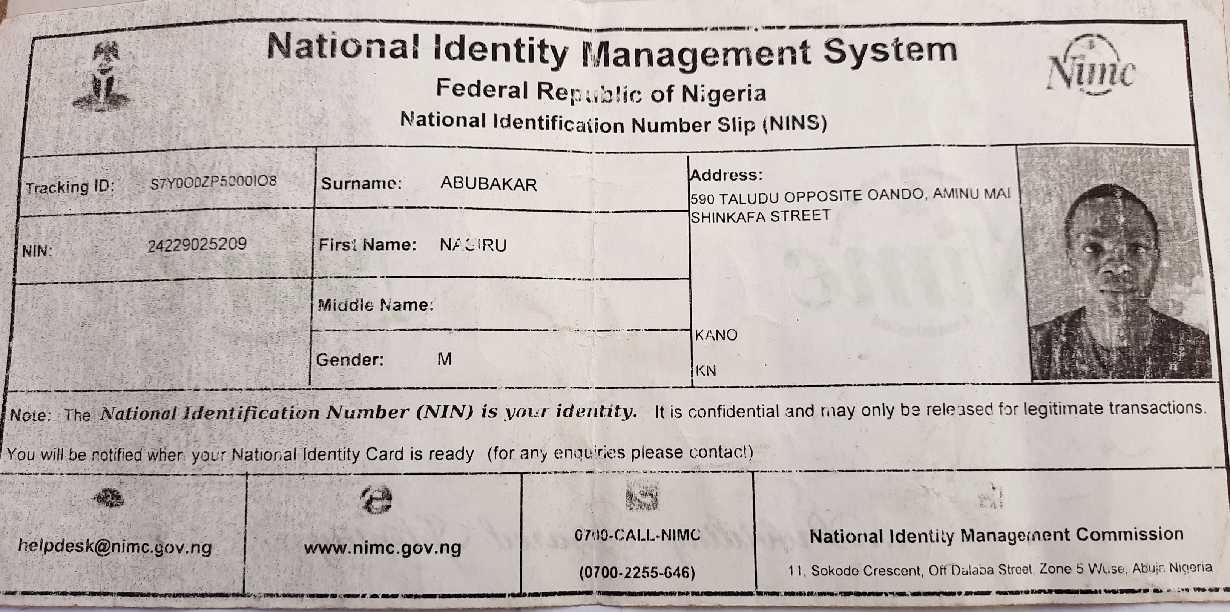 National Identity Management System
Federal Republic of Nigeria
National Identification Number Slip (NINS)
Nimc
Tracking ID:
Surname: ABUBAKAR
Address:
590 TALUDU OPPOSITE OANDO, AMINU MAI
SHINKAFA STREET
NIN: 24229025209
First Name:
Middle Name:
KANO
Gender: M
KN
Note: The National Identification Number (NIN) is your identity. It is confidential and may only be released for legitimate transactions.
You will be notified when your National Identity Card is ready (for any enquiries please contact)
helpdesk@nimc.gov.ng
www.nimc.gov.ng
0700-CALL-NIMC
(0700-2255-646)
National Identity Management Commission
11, Sokode Crescent, Off Dalaba Street, Zone 5 Wuse, Abuja Nigeria